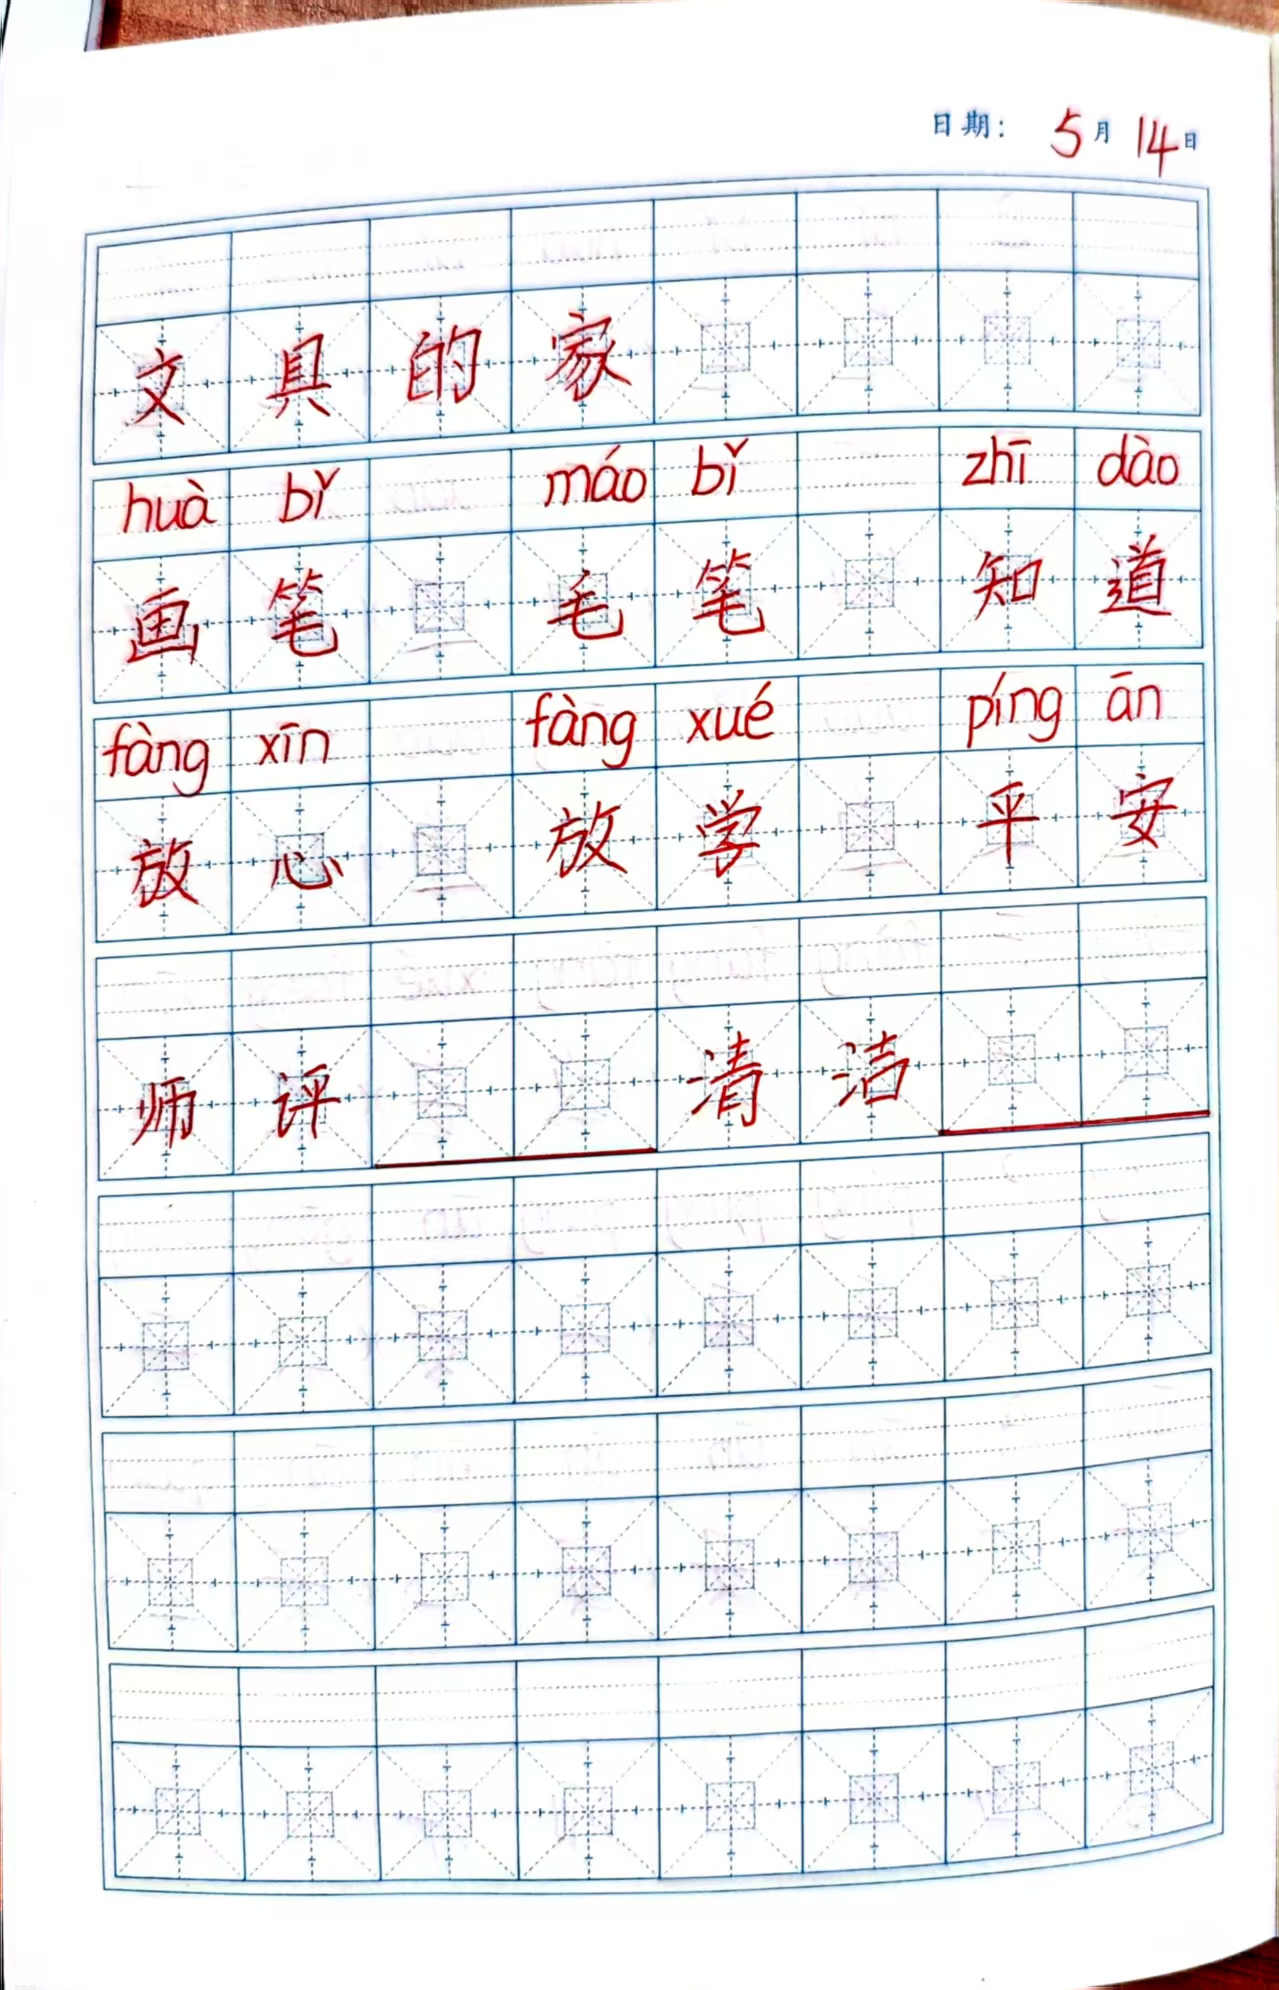 日期： 5月14日
文具的家
huà bǐ máo bǐ zhī dào
画笔 毛笔 知道
fàng xīn fàng xué píng ān
放心 放学 平安
师评 清洁